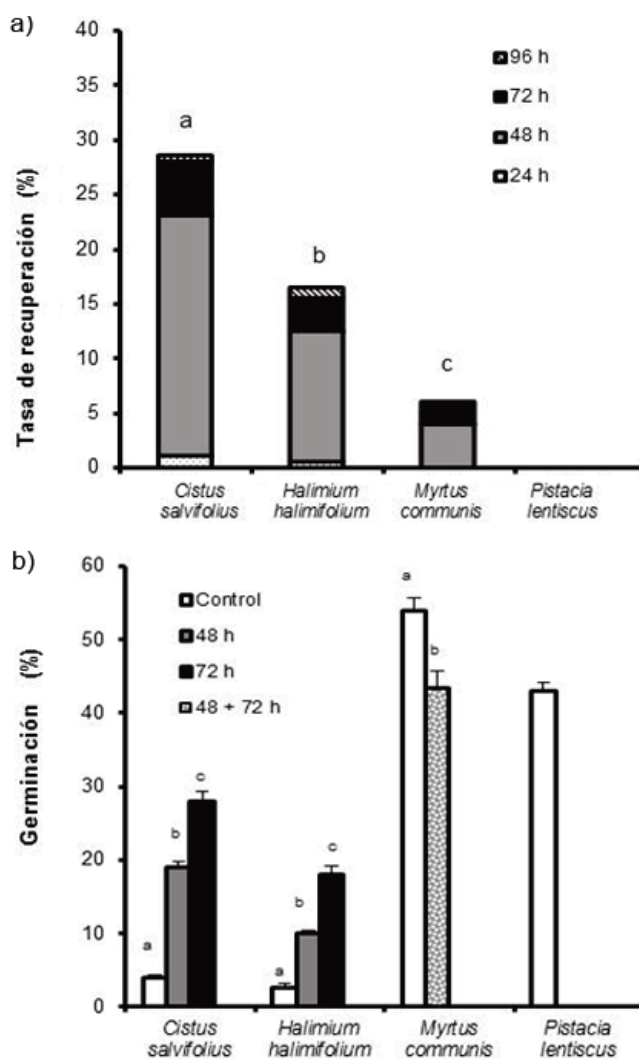 a)
Tasa de recuperación (%)
40
35
30
25
20
15
10
5
0
96 h
72 h
48 h
24 h
a
b
c
Cistus salvifolius
Halimium halimifolium
Myrtus communis
Pistacia lentiscus
b)
Germinación (%)
60
50
40
30
20
10
0
Control
48 h
72 h
48 + 72 h
a
b
c
a
b
c
a
b
Cistus salvifolius
Halimium halimifolium
Myrtus communis
Pistacia lentiscus